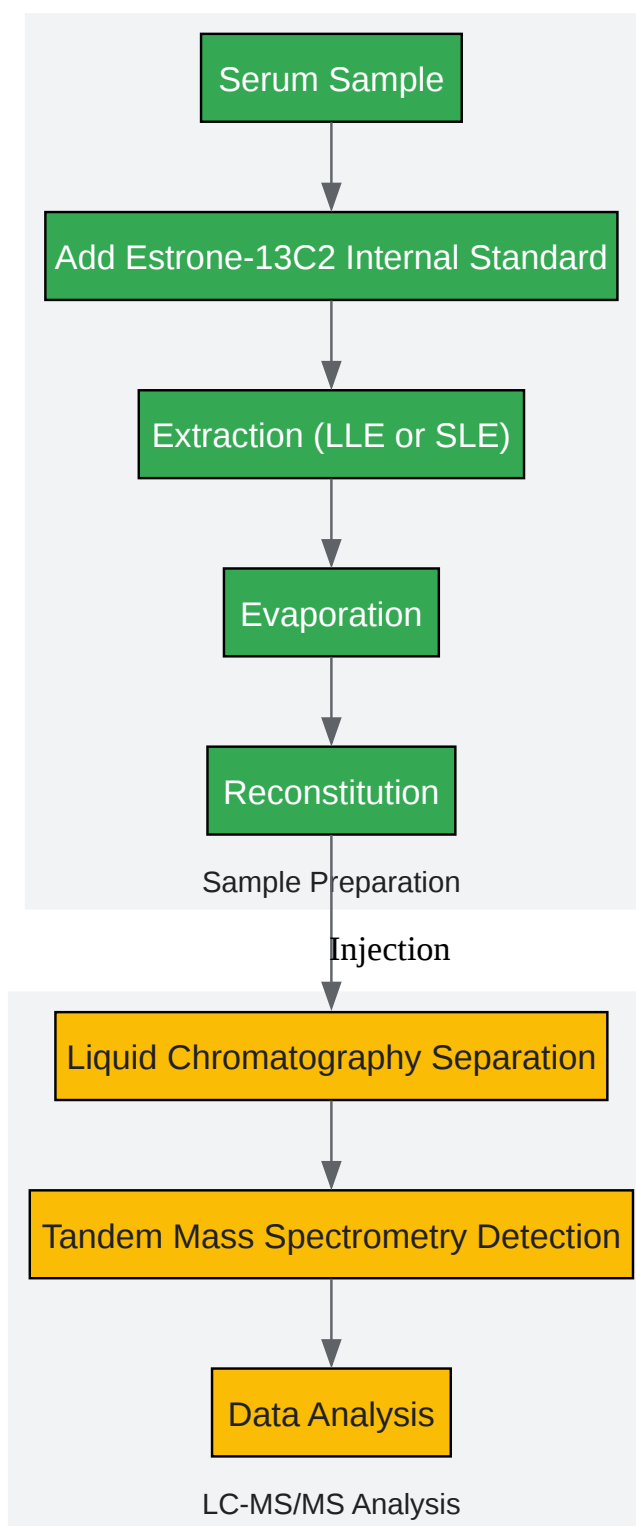 Serum Sample
Add Estrone-13C2 Internal Standard
Extraction (LLE or SLE)
Evaporation
Reconstitution
Sample Preparation
Injection
Liquid Chromatography Separation
Tandem Mass Spectrometry Detection
Data Analysis
LC-MS/MS Analysis